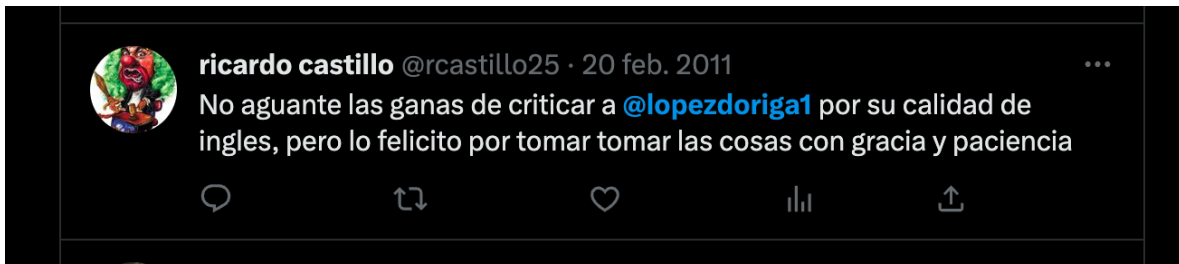 ricardo castillo @rcastillo25 · 20 feb. 2011
No aguante las ganas de criticar a @lopezdoriga1 por su calidad de
ingles, pero lo felicito por tomar tomar las cosas con gracia y paciencia